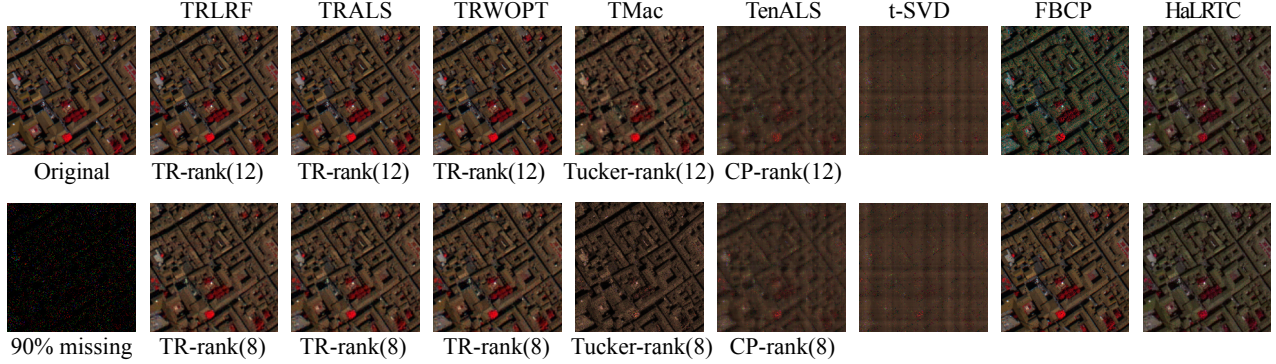 TRLRF TRALS TRWOPT TMac TenALS t-SVD FBCP HaLRTC
Original TR-rank(12) TR-rank(12) TR-rank(12) Tucker-rank(12) CP-rank(12)
90% missing TR-rank(8) TR-rank(8) TR-rank(8) Tucker-rank(8) CP-rank(8)